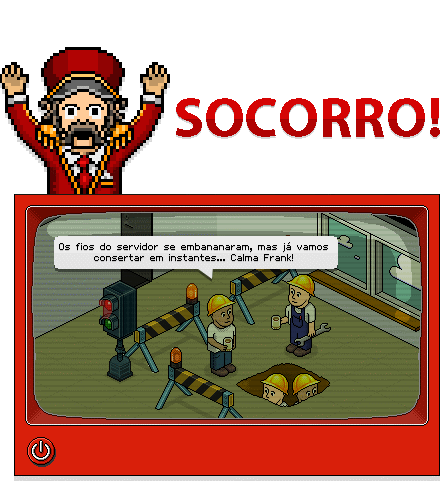 SOCORRO!
Os fios do servidor se embananaram, mas já vamos
consertar em instantes... Calma Frank!